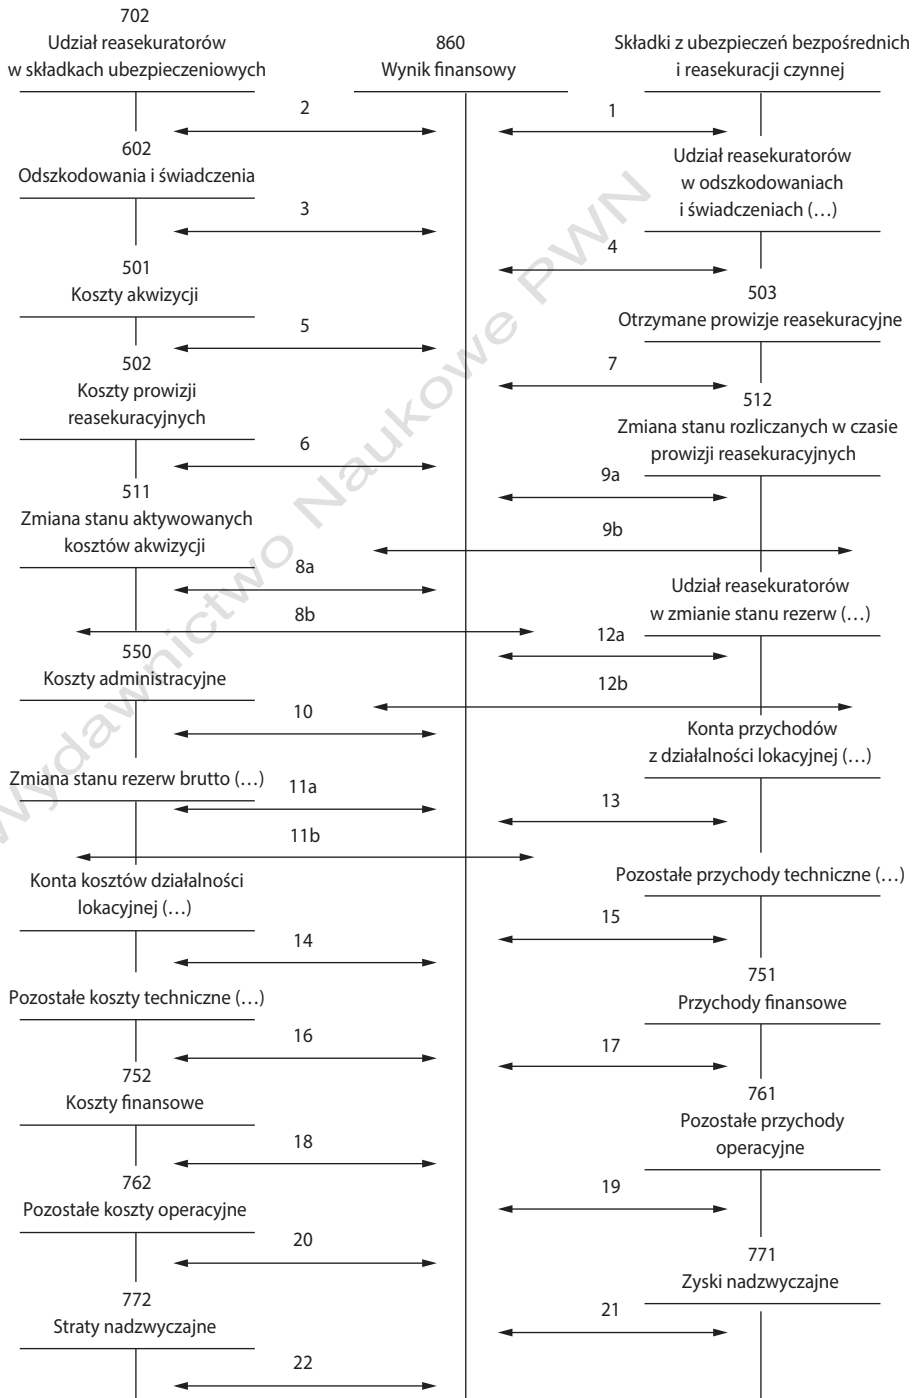 702
Udział reasekuratorów
w składkach ubezpieczeniowych
860
Wynik finansowy
Składki z ubezpieczeń bezpośrednich
i reasekuracji czynnej
2
1
602
Odszkodowania i świadczenia
Udział reasekuratorów
w odszkodowaniach
i świadczeniach (…)
3
4
501
Koszty akwizycji
503
Otrzymane prowizje reasekuracyjne
5
7
502
Koszty prowizji
reasekuracyjnych
512
Zmiana stanu rozliczanych w czasie
prowizji reasekuracyjnych
6
9a
511
Zmiana stanu aktywowanych
kosztów akwizycji
9b
8a
Udział reasekuratorów
w zmianie stanu rezerw (…)
8b
12a
550
Koszty administracyjne
12b
10
Konta przychodów
z działalności lokacyjnej (…)
Zmiana stanu rezerw brutto (…)
11a
13
11b
Konta kosztów działalności
lokacyjnej (…)
Pozostałe przychody techniczne (…)
14
15
Pozostałe koszty techniczne (…)
751
Przychody finansowe
16
17
752
Koszty finansowe
761
Pozostałe przychody
operacyjne
18
19
762
Pozostałe koszty operacyjne
20
771
Zyski nadzwyczajne
772
Straty nadzwyczajne
21
22
Wydawnictwo Naukowe PWN